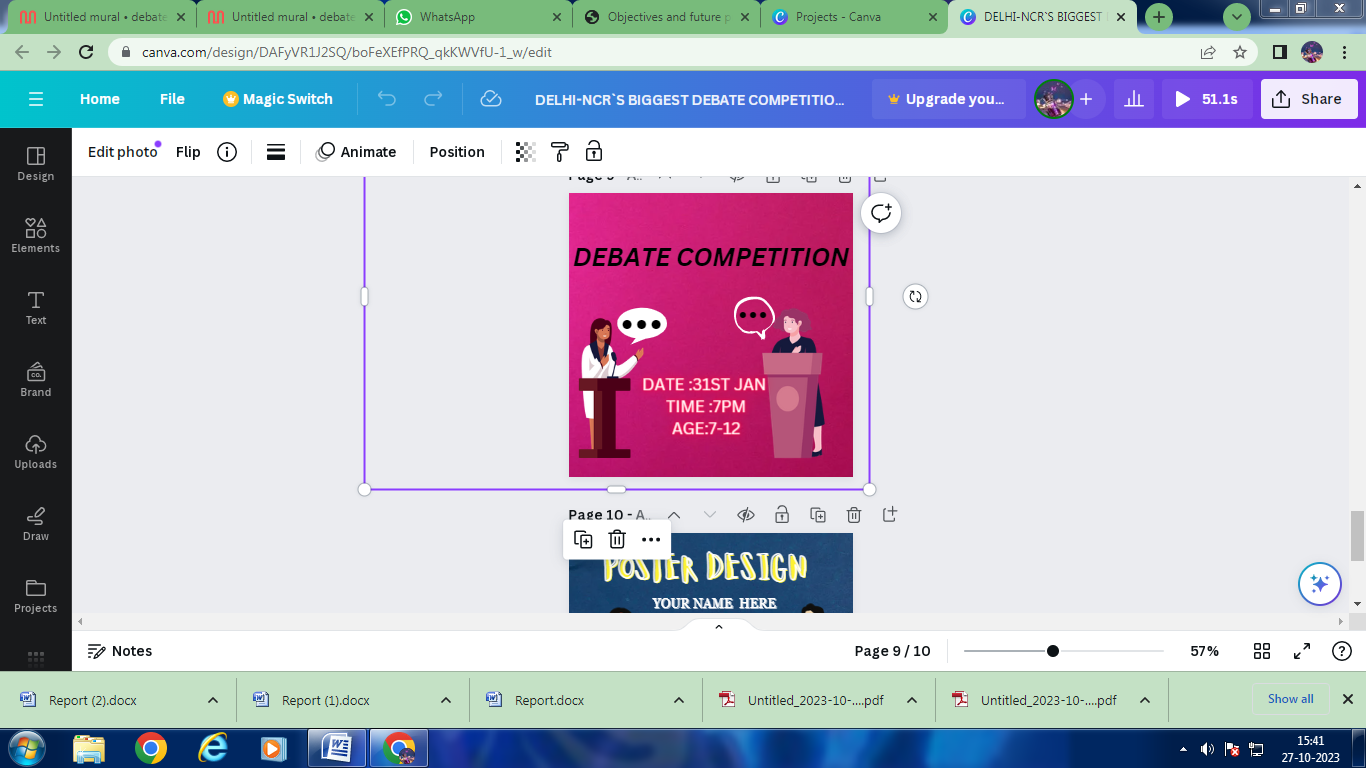 Untitled mural • debate
Untitled mural • debate
WhatsApp
Objectives and future p
Projects - Canva
DELHI-NCR`S BIGGEST
canva.com/design/DAFyVR1J2SQ/boFeXEfPRQ_qkKWVfU-1_w/edit
Home
File
Magic Switch
DELHI-NCR`S BIGGEST DEBATE COMPETITIO...
Upgrade you...
51.1s
Share
Edit photo
Flip
Animate
Position
Design
Elements
Text
Brand
CO.
Uploads
Draw
Projects
Page 9 - A..
DEBATE COMPETITION
DATE :31ST JAN
TIME :7PM
AGE:7-12
Page 10 - A..
POSTER DESIGN
YOUR NAME HERE
Notes
Page 9 / 10
57%
Report (2).docx
Report (1).docx
Report.docx
Untitled_2023-10-....pdf
Untitled_2023-10-....pdf
Show all
15:41
27-10-2023